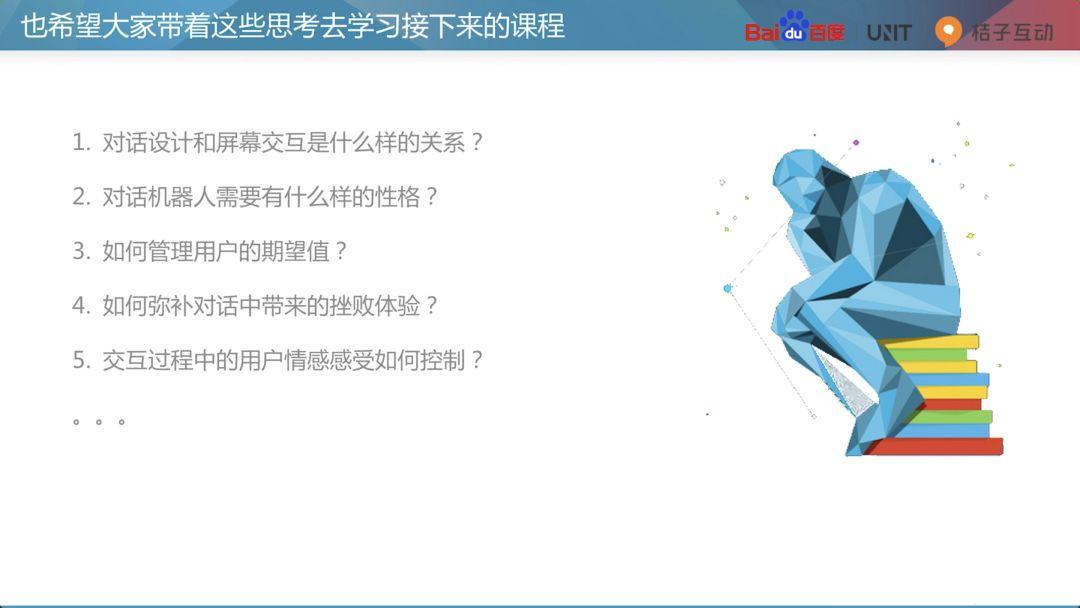 也希望大家带着这些思考去学习接下来的课程
Bai du 百度 UNIT 桔子互动
1. 对话设计和屏幕交互是什么样的关系？
2. 对话机器人需要有什么样的性格？
3. 如何管理用户的期望值？
4. 如何弥补对话中带来的挫败体验？
5. 交互过程中的用户情感感受如何控制？
。。。